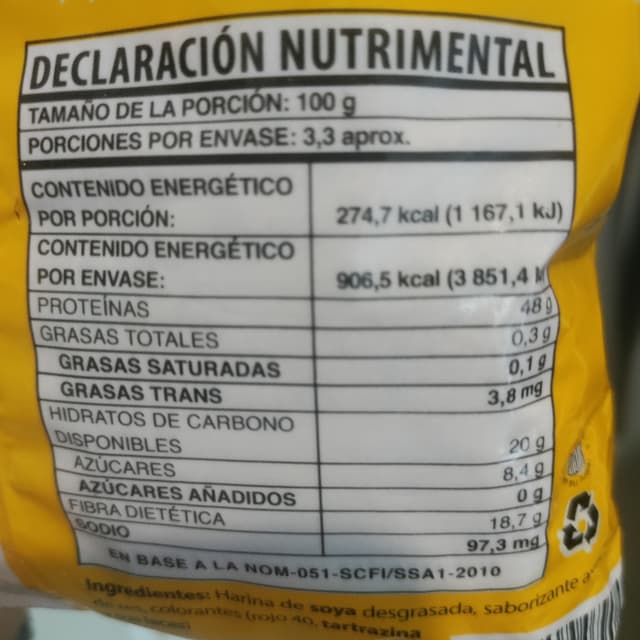 DECLARACIÓN NUTRIMENTAL
TAMAÑO DE LA PORCIÓN: 100 g
PORCIONES POR ENVASE: 3,3 aprox.
CONTENIDO ENERGÉTICO
POR PORCIÓN: 274,7 kcal (1 167,1 kJ)
CONTENIDO ENERGÉTICO
POR ENVASE: 906,5 kcal (3 851,4 k
PROTEÍNAS 48 g
GRASAS TOTALES 0,3 g
GRASAS SATURADAS 0,1 g
GRASAS TRANS 3,8 mg
HIDRATOS DE CARBONO
DISPONIBLES 20 g
AZÚCARES 8,4 g
AZÚCARES AÑADIDOS 0 g
FIBRA DIETÉTICA 18,7 g
SODIO 97,3 mg
EN BASE A LA NOM-051-SCFI/SSA1-2010
Ingredientes: Harina de soya desgrasada, saborizante
colorantes (rojo 40, tartrazina